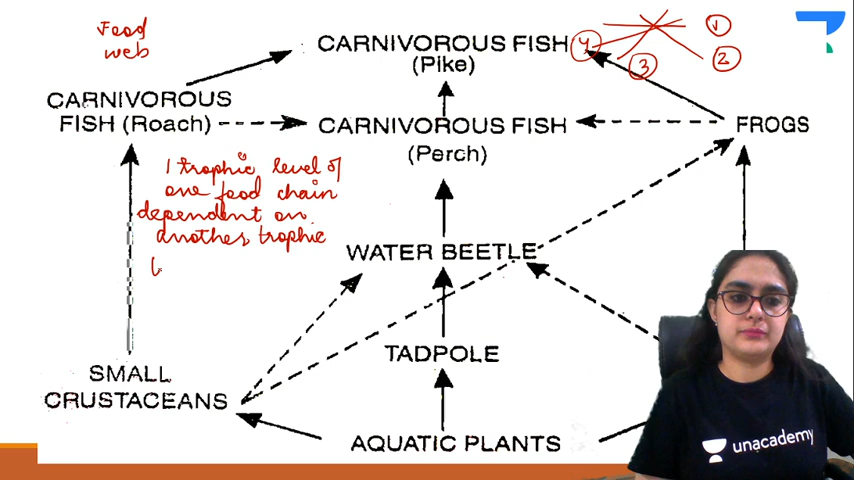 Food
web
CARNIVOROUS FISH
(Pike)
1
2
3
4
CARNIVOROUS
FISH (Roach)
CARNIVOROUS FISH
(Perch)
FROGS
1 trophic level of
one food chain
dependent on
another trophic
l
WATER BEETLE
TADPOLE
SMALL
CRUSTACEANS
AQUATIC PLANTS
unacademy